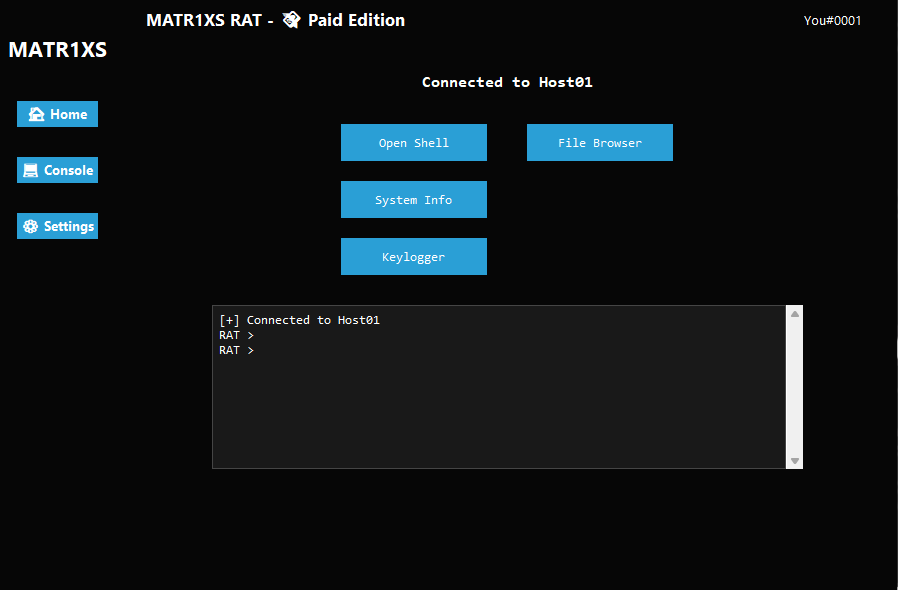 MATR1XS RAT - Paid Edition
You#0001
MATR1XS
Home
Console
Settings
Connected to Host01
Open Shell
File Browser
System Info
Keylogger
[+] Connected to Host01
RAT >
RAT >